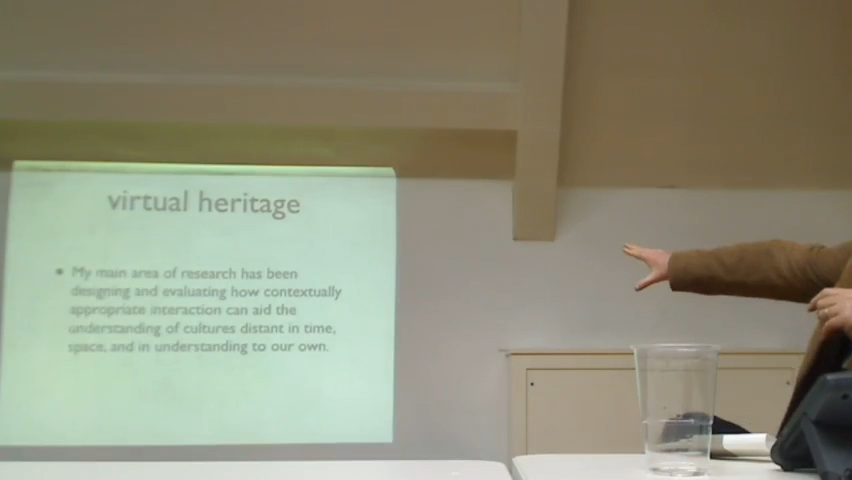 virtual heritage
• My main area of research has been
designing and evaluating how contextually
appropriate interaction can aid the
understanding of cultures distant in time,
space, and in understanding to our own.